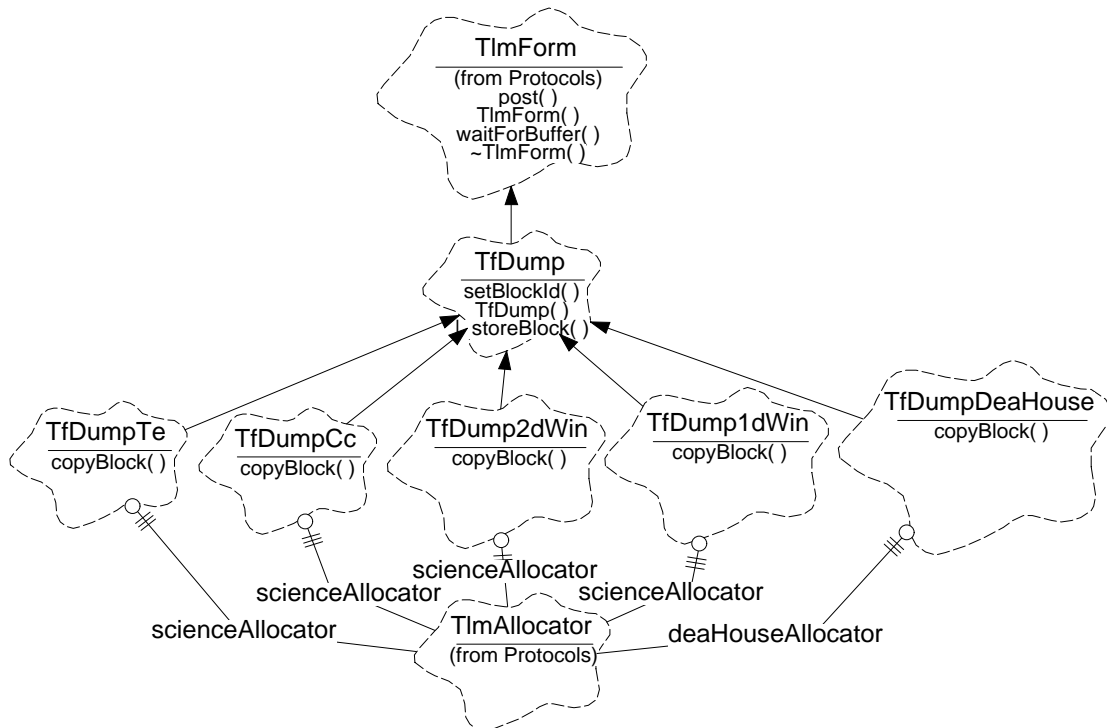 TlmForm
(from Protocols)
post( )
TlmForm( )
waitForBuffer( )
~TlmForm( )
TfDump
setBlockId( )
TfDump( )
storeBlock( )
TfDumpTe
copyBlock( )
TfDumpCc
copyBlock( )
TfDump2dWin
copyBlock( )
TfDump1dWin
copyBlock( )
TfDumpDeaHouse
copyBlock( )
scienceAllocator
scienceAllocator
scienceAllocator
scienceAllocator
deaHouseAllocator
TlmAllocator
(from Protocols)